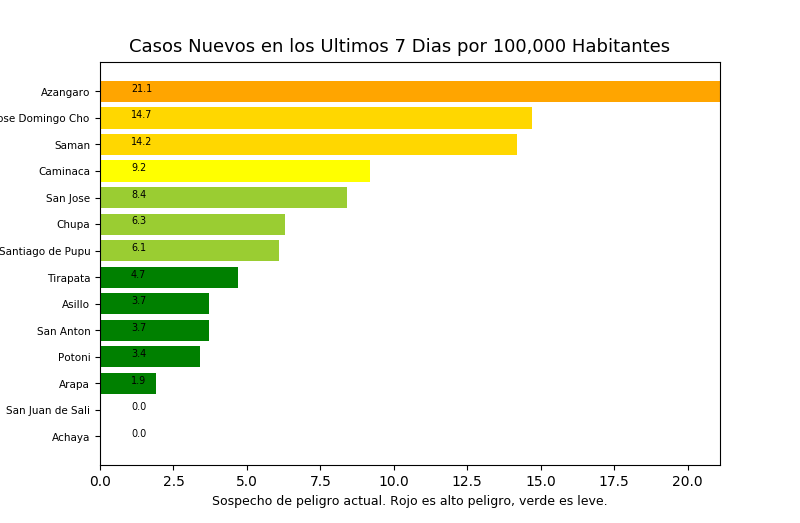 Casos Nuevos en los Ultimos 7 Dias por 100,000 Habitantes
Azangaro 21.1
ose Domingo Cho 14.7
Saman 14.2
Caminaca 9.2
San Jose 8.4
Chupa 6.3
Santiago de Pupu 6.1
Tirapata 4.7
Asillo 3.7
San Anton 3.7
Potoni 3.4
Arapa 1.9
San Juan de Sali 0.0
Achaya 0.0
0.0 2.5 5.0 7.5 10.0 12.5 15.0 17.5 20.0
Sospecho de peligro actual. Rojo es alto peligro, verde es leve.